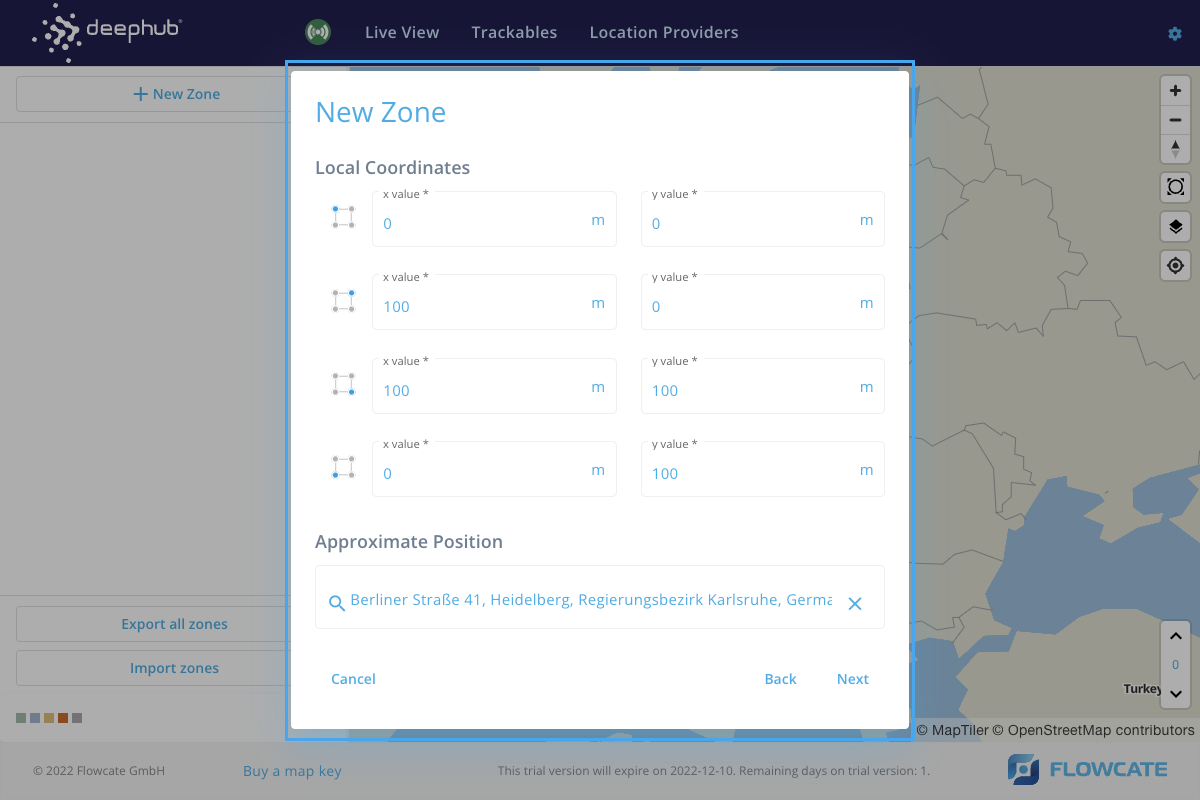 deephub®
Live View
Trackables
Location Providers
New Zone
New Zone
Local Coordinates
x value *
0 m
y value *
0 m
x value *
100 m
y value *
0 m
x value *
100 m
y value *
100 m
x value *
0 m
y value *
100 m
Approximate Position
Berliner Straße 41, Heidelberg, Regierungsbezirk Karlsruhe, Germa
Cancel
Back
Next
Export all zones
Import zones
0
Turkey
© MapTiler © OpenStreetMap contributors
© 2022 Flowcate GmbH
Buy a map key
This trial version will expire on 2022-12-10. Remaining days on trial version: 1.
FLOWCATE